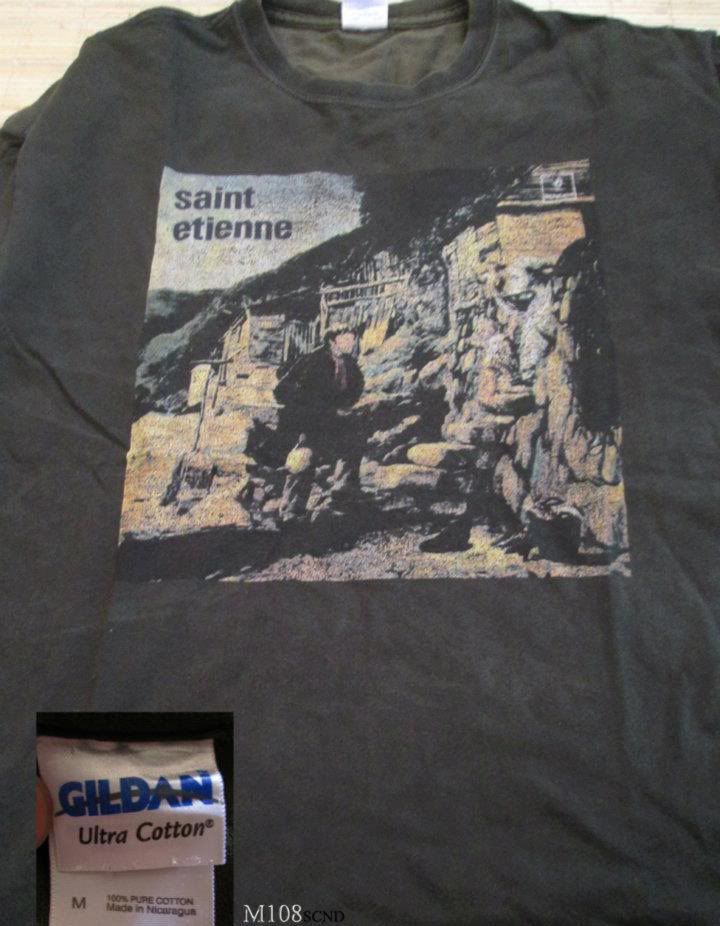 saint
etienne
GILDAN
Ultra Cotton®
M
100% PURE COTTON
Made in Nicaragua
M108SCND